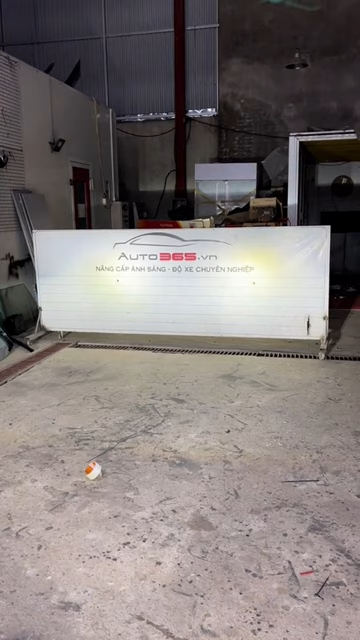 AUTO365.vn
NÂNG CẤP ÁNH SÁNG - ĐỘ XE CHUYÊN NGHIỆP